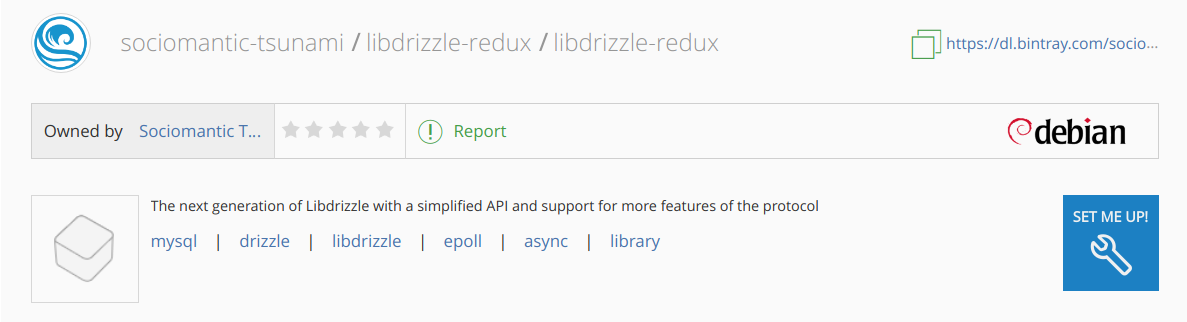 sociomantic-tsunami / libdrizzle-redux / libdrizzle-redux
https://dl.bintray.com/socio...
Owned by Sociomantic T...
Report
debian
The next generation of Libdrizzle with a simplified API and support for more features of the protocol
mysql | drizzle | libdrizzle | epoll | async | library
SET ME UP!